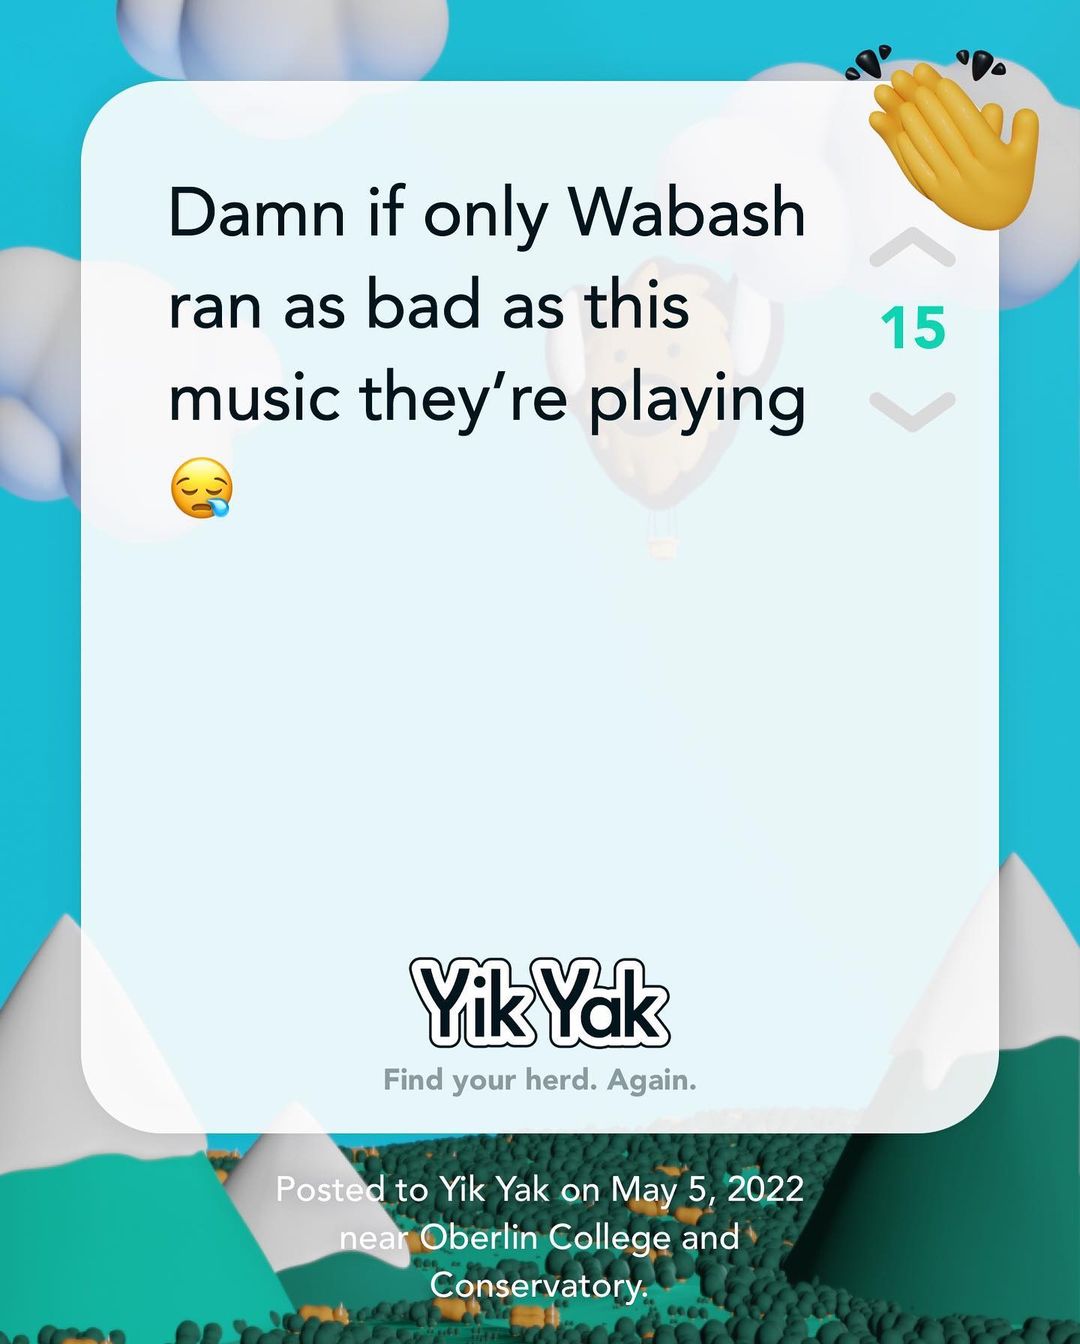 Damn if only Wabash
ran as bad as this
music they’re playing
😪
15
Yik Yak
Find your herd. Again.
Posted to Yik Yak on May 5, 2022
near Oberlin College and
Conservatory.